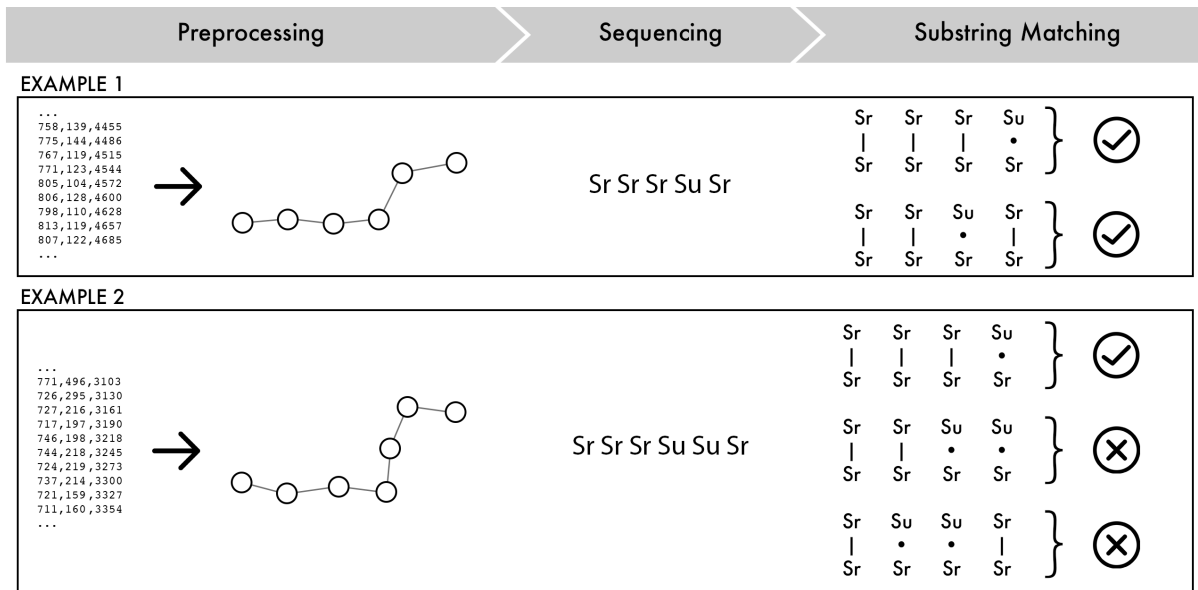 Preprocessing
Sequencing
Substring Matching
EXAMPLE 1
...
758,139,4455
775,144,4486
767,119,4515
771,123,4544
805,104,4572
806,128,4600
798,110,4628
813,119,4657
807,122,4685
...
Sr Sr Sr Su Sr
Sr Sr Sr Su
| | | •
Sr Sr Sr Sr
Sr Sr Su Sr
| | • |
Sr Sr Sr Sr
EXAMPLE 2
...
771,496,3103
726,295,3130
727,216,3161
717,197,3190
746,198,3218
744,218,3245
724,219,3273
737,214,3300
721,159,3327
711,160,3354
...
Sr Sr Sr Su Su Sr
Sr Sr Sr Su
| | | •
Sr Sr Sr Sr
Sr Sr Su Su
| | • •
Sr Sr Sr Sr
Sr Su Su Sr
| • • |
Sr Sr Sr Sr